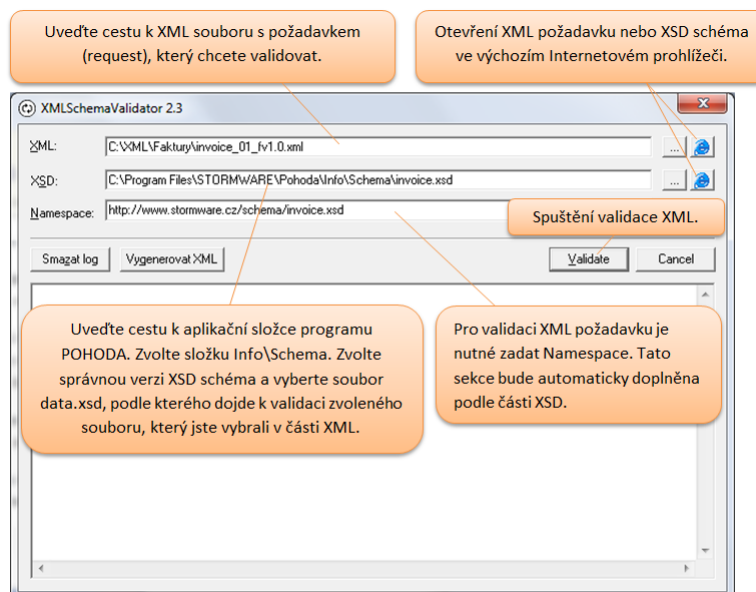 Uveďte cestu k XML souboru s požadavkem
(request), který chcete validovat.
Otevření XML požadavku nebo XSD schéma
ve výchozím Internetovém prohlížeči.
XMLSchemaValidator 2.3
XML:
C:\XML\Faktury\invoice_01_fv1.0.xml
...
XSD:
C:\Program Files\STORMWARE\Pohoda\Info\Schema\invoice.xsd
...
Namespace:
http://www.stormware.cz/schema/invoice.xsd
Spuštění validace XML.
Smazat log
Vygenerovat XML
Validate
Cancel
Uveďte cestu k aplikační složce programu
POHODA. Zvolte složku Info\Schema. Zvolte
správnou verzi XSD schéma a vyberte soubor
data.xsd, podle kterého dojde k validaci zvoleného
souboru, který jste vybrali v části XML.
Pro validaci XML požadavku je
nutné zadat Namespace. Tato
sekce bude automaticky doplněna
podle části XSD.